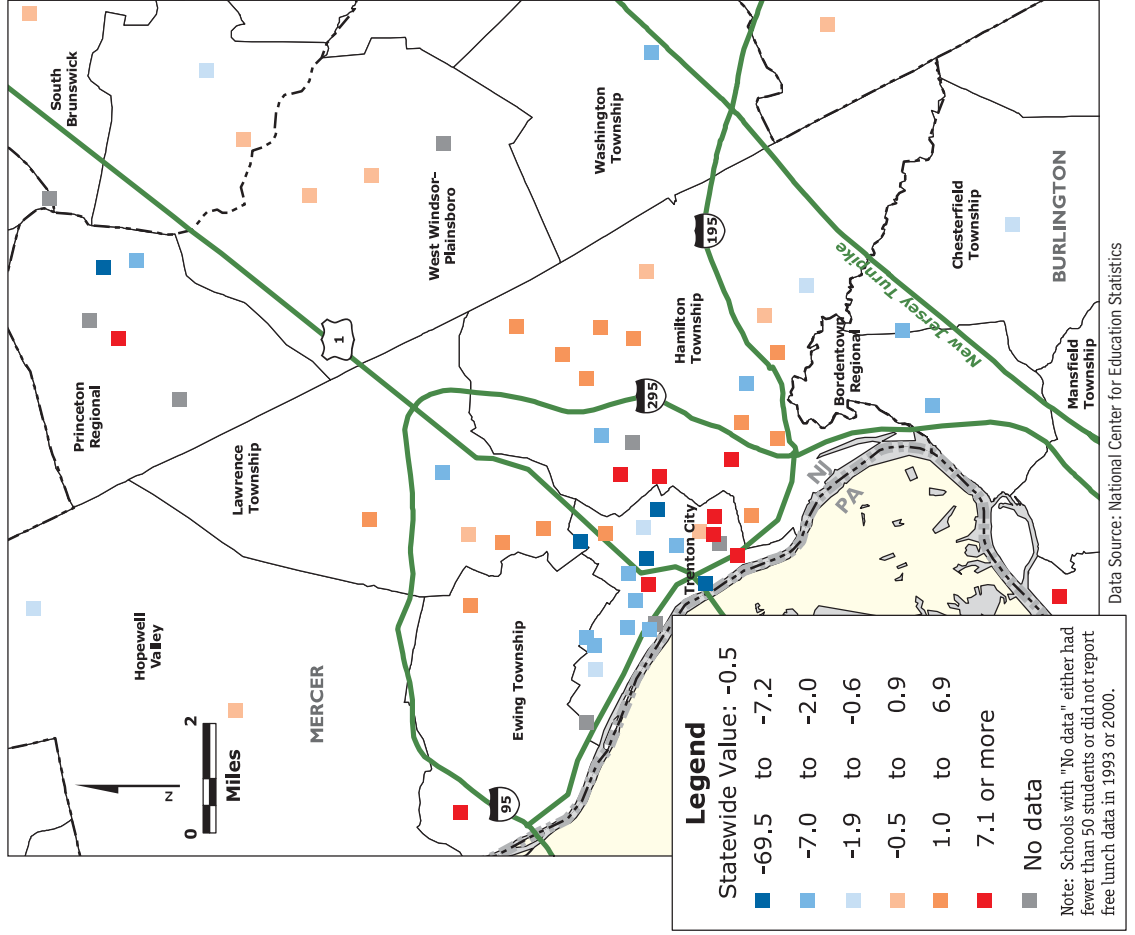 South
Brunswick
Princeton
Regional
West Windsor-
Plainsboro
Washington
Township
Lawrence
Township
Hopewell
Valley
MERCER
Ewing Township
Hamilton
Township
Trenton City
Bordentown
Regional
Chesterfield
Township
BURLINGTON
Mansfield
Township
New Jersey Turnpike
1
195
295
95
NJ
PA
N
0 2
Miles
Legend
Statewide Value: -0.5
-69.5 to -7.2
-7.0 to -2.0
-1.9 to -0.6
-0.5 to 0.9
1.0 to 6.9
7.1 or more
No data
Note: Schools with "No data" either had
fewer than 50 students or did not report
free lunch data in 1993 or 2000.
Data Source: National Center for Education Statistics